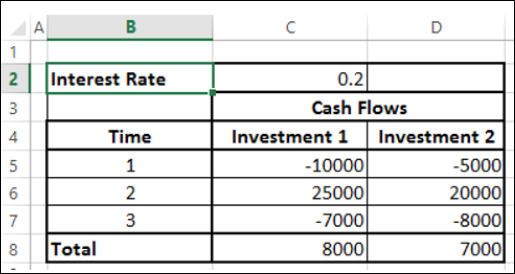 A B C D
1
2 Interest Rate 0.2
3 Cash Flows
4 Time Investment 1 Investment 2
5 1 -10000 -5000
6 2 25000 20000
7 3 -7000 -8000
8 Total 8000 7000